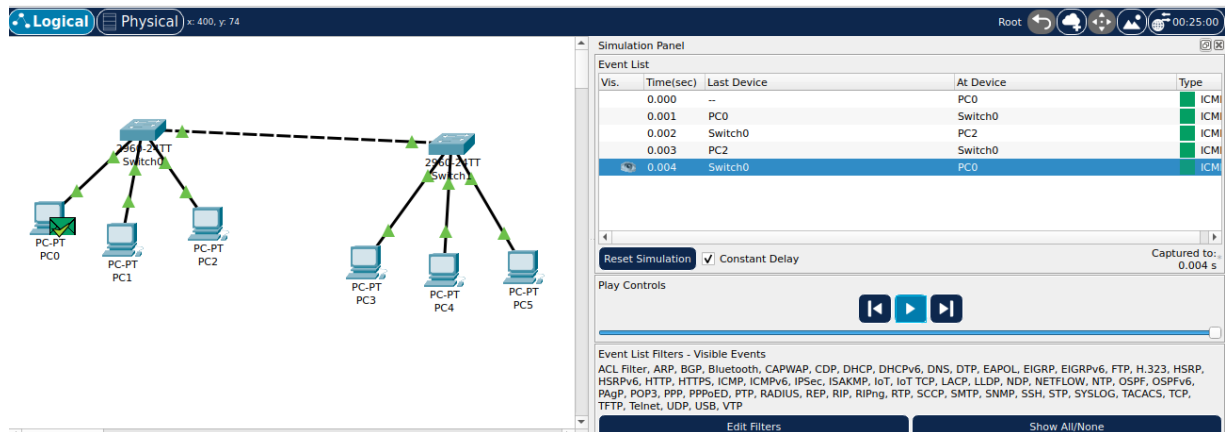 Logical Physical x: 400, y: 74 Root 00:25:00
2960-24TT
Switch0
2960-24TT
Switch1
PC-PT
PC0
PC-PT
PC1
PC-PT
PC2
PC-PT
PC3
PC-PT
PC4
PC-PT
PC5
Simulation Panel
Event List
Vis. Time(sec) Last Device At Device Type
0.000 -- PC0 ICMI
0.001 PC0 Switch0 ICMI
0.002 Switch0 PC2 ICMI
0.003 PC2 Switch0 ICMI
0.004 Switch0 PC0 ICMI
Reset Simulation Constant Delay Captured to:
0.004 s
Play Controls
Event List Filters - Visible Events
ACL Filter, ARP, BGP, Bluetooth, CAPWAP, CDP, DHCP, DHCPv6, DNS, DTP, EAPOL, EIGRP, EIGRPv6, FTP, H.323, HSRP,
HSRPv6, HTTP, HTTPS, ICMP, ICMPv6, IPSec, ISAKMP, IoT, IoT TCP, LACP, LLDP, NDP, NETFLOW, NTP, OSPF, OSPFv6,
PAgP, POP3, PPP, PPPoED, PTP, RADIUS, REP, RIP, RIPng, RTP, SCCP, SMTP, SNMP, SSH, STP, SYSLOG, TACACS, TCP,
TFTP, Telnet, UDP, USB, VTP
Edit Filters Show All/None